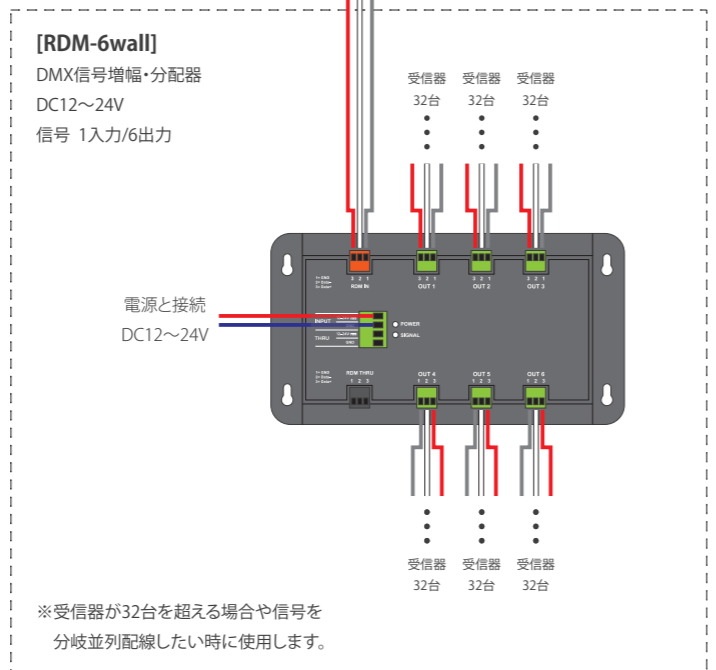 [RDM-6wall]
DMX信号増幅・分配器
DC12〜24V
信号 1入力/6出力
受信器 受信器 受信器
32台 32台 32台
3 2 1 3 2 1 3 2 1 3 2 1
RDM IN OUT 1 OUT 2 OUT 3
電源と接続
DC12〜24V
INPUT
THRU
GND
POWER
SIGNAL
RDM THRU OUT 4 OUT 5 OUT 6
1 2 3 1 2 3 1 2 3 1 2 3
受信器 受信器 受信器
32台 32台 32台
※受信器が32台を超える場合や信号を
分岐並列配線したい時に使用します。